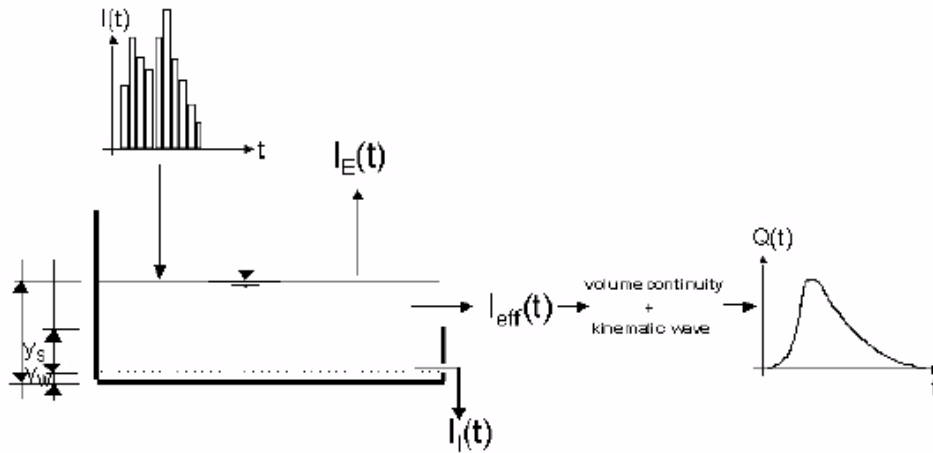 I(t)
t
I_E(t)
Q(t)
volume continuity
+
kinematic wave
I_eff(t)
y_s
y_w
I_I(t)
t